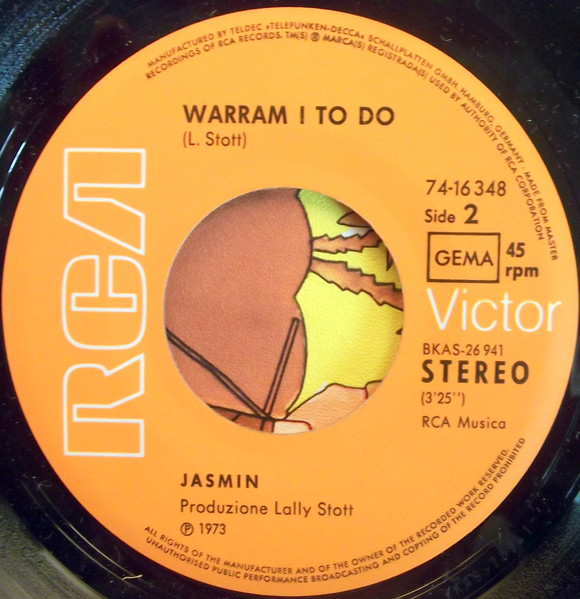 MANUFACTURED BY TELDEC »TELEFUNKEN-DECCA« SCHALLPLATTEN GMBH, HAMBURG, GERMANY · MADE FROM MASTER
RECORDINGS OF RCA RECORDS. TM(S) ® MARCA(S) REGISTRADA(S) USED BY AUTHORITY OF RCA CORPORATION
WARRAM I TO DO
(L. Stott)
RCA
74-16 348
Side 2
GEMA
45
rpm
Victor
BKAS-26 941
STEREO
(3'25'')
RCA Musica
JASMIN
Produzione Lally Stott
℗ 1973
ALL RIGHTS OF THE MANUFACTURER AND OF THE OWNER OF THE RECORDED WORK RESERVED.
UNAUTHORISED PUBLIC PERFORMANCE BROADCASTING AND COPYING OF THE RECORD PROHIBITED